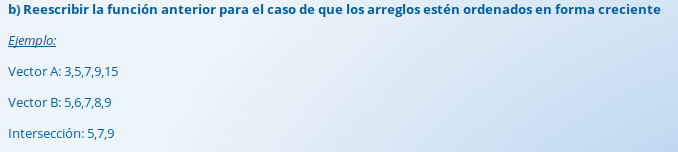 b) Reescribir la función anterior para el caso de que los arreglos estén ordenados en forma creciente
Ejemplo:
Vector A: 3,5,7,9,15
Vector B: 5,6,7,8,9
Intersección: 5,7,9